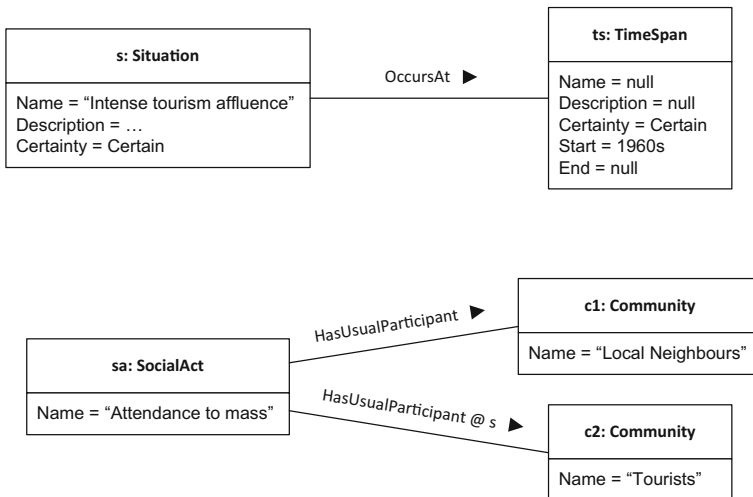 s: Situation
Name = “Intense tourism affluence”
Description = …
Certainty = Certain
OccursAt ►
ts: TimeSpan
Name = null
Description = null
Certainty = Certain
Start = 1960s
End = null
sa: SocialAct
Name = “Attendance to mass”
HasUsualParticipant ►
c1: Community
Name = “Local Neighbours”
HasUsualParticipant @ s ►
c2: Community
Name = “Tourists”